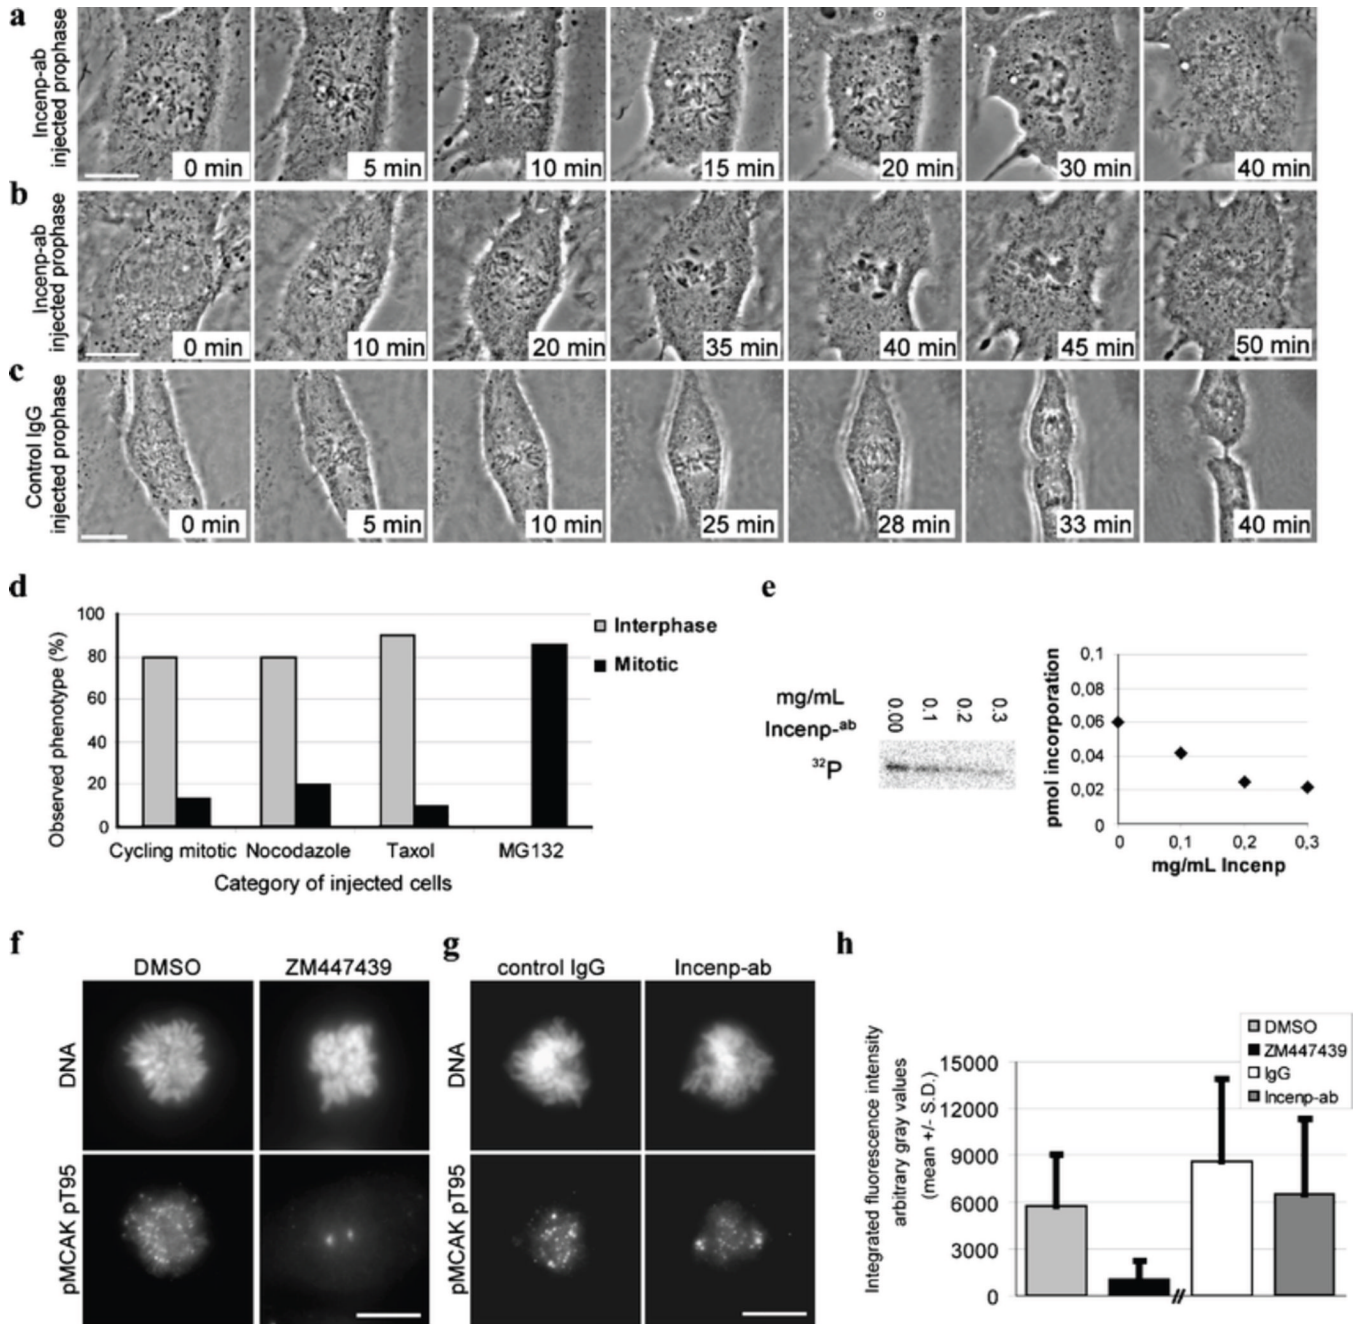 a
Incenp-ab
injected prophase
0 min
5 min
10 min
15 min
20 min
30 min
40 min
b
Incenp-ab
injected prophase
0 min
10 min
20 min
35 min
40 min
45 min
50 min
c
Control IgG
injected prophase
0 min
5 min
10 min
25 min
28 min
33 min
40 min
d
Observed phenotype (%)
100
80
60
40
20
0
Interphase
Mitotic
Cycling mitotic
Nocodazole
Taxol
MG132
Category of injected cells
e
mg/mL
Incenp-ab
0.00
0.1
0.2
0.3
32P
pmol incorporation
0,1
0,08
0,06
0,04
0,02
0
0
0,1
0,2
0,3
mg/mL Incenp
f
DMSO
ZM447439
DNA
pMCAK pT95
g
control IgG
Incenp-ab
DNA
pMCAK pT95
h
Integrated fluorescence intensity
arbitrary gray values
(mean +/- S.D.)
15000
12000
9000
6000
3000
0
DMSO
ZM447439
IgG
Incenp-ab
//